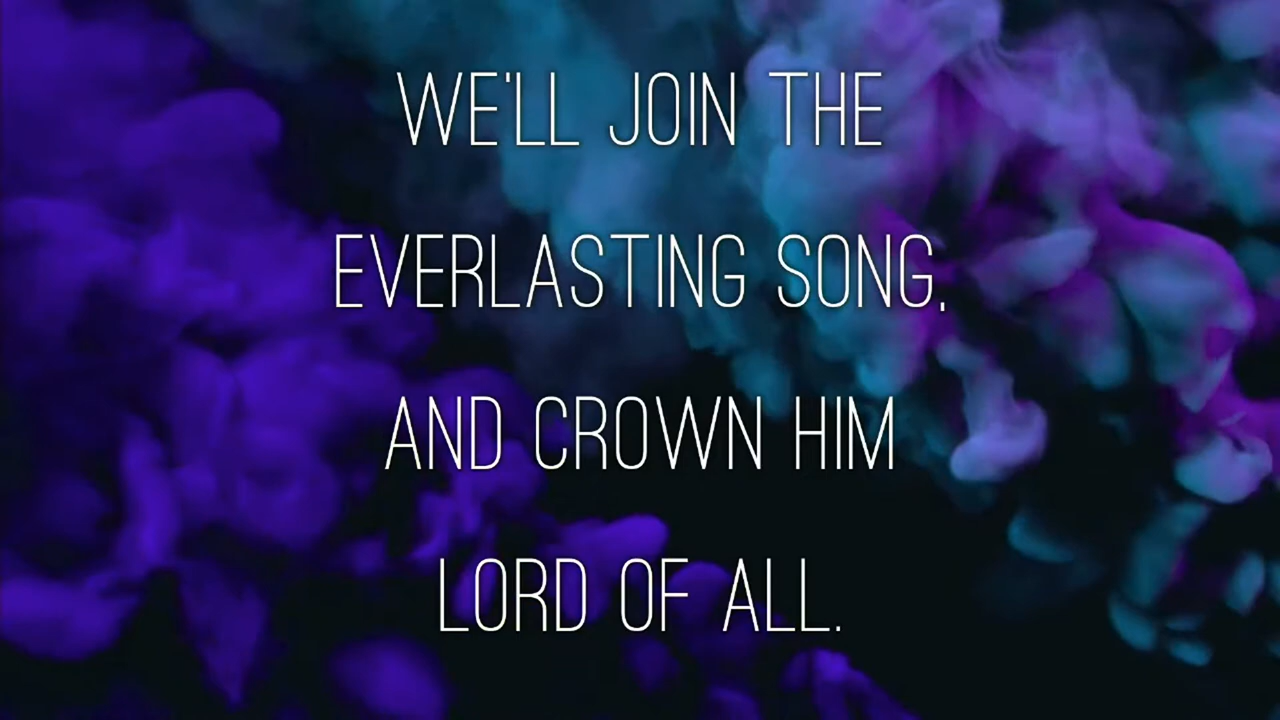 WE'LL JOIN THE
EVERLASTING SONG,
AND CROWN HIM
LORD OF ALL.